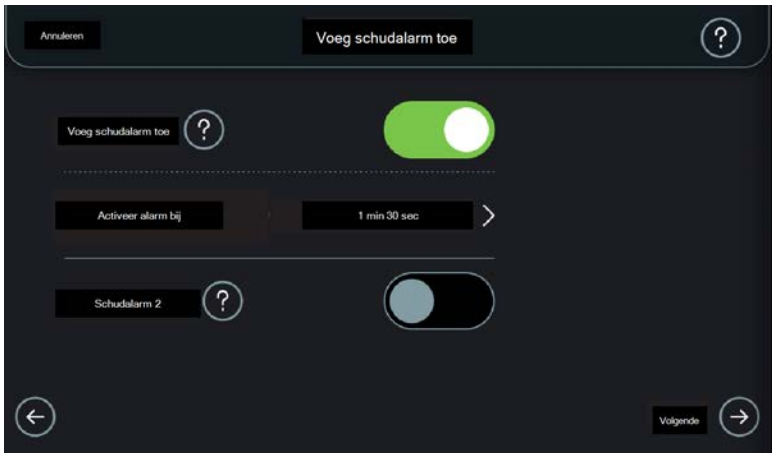 Annuleren
Voeg schudalarm toe
?
Voeg schudalarm toe ?
Activeer alarm bij 1 min 30 sec
Schudalarm 2 ?
Volgende